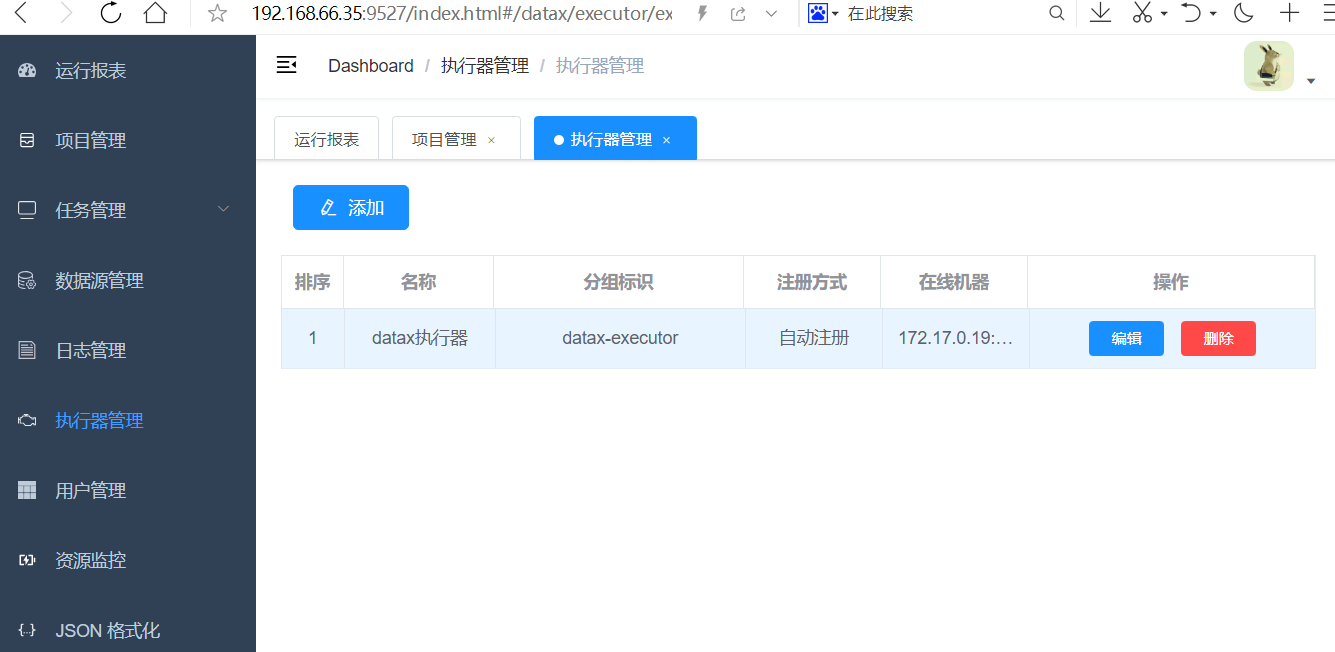 192.168.66.35:9527/index.html#/datax/executor/ex
在此搜索
运行报表
项目管理
任务管理
数据源管理
日志管理
执行器管理
用户管理
资源监控
JSON 格式化
Dashboard / 执行器管理 / 执行器管理
运行报表 项目管理 × 执行器管理 ×
添加
排序 名称 分组标识 注册方式 在线机器 操作
1 datax执行器 datax-executor 自动注册 172.17.0.19:... 编辑 删除